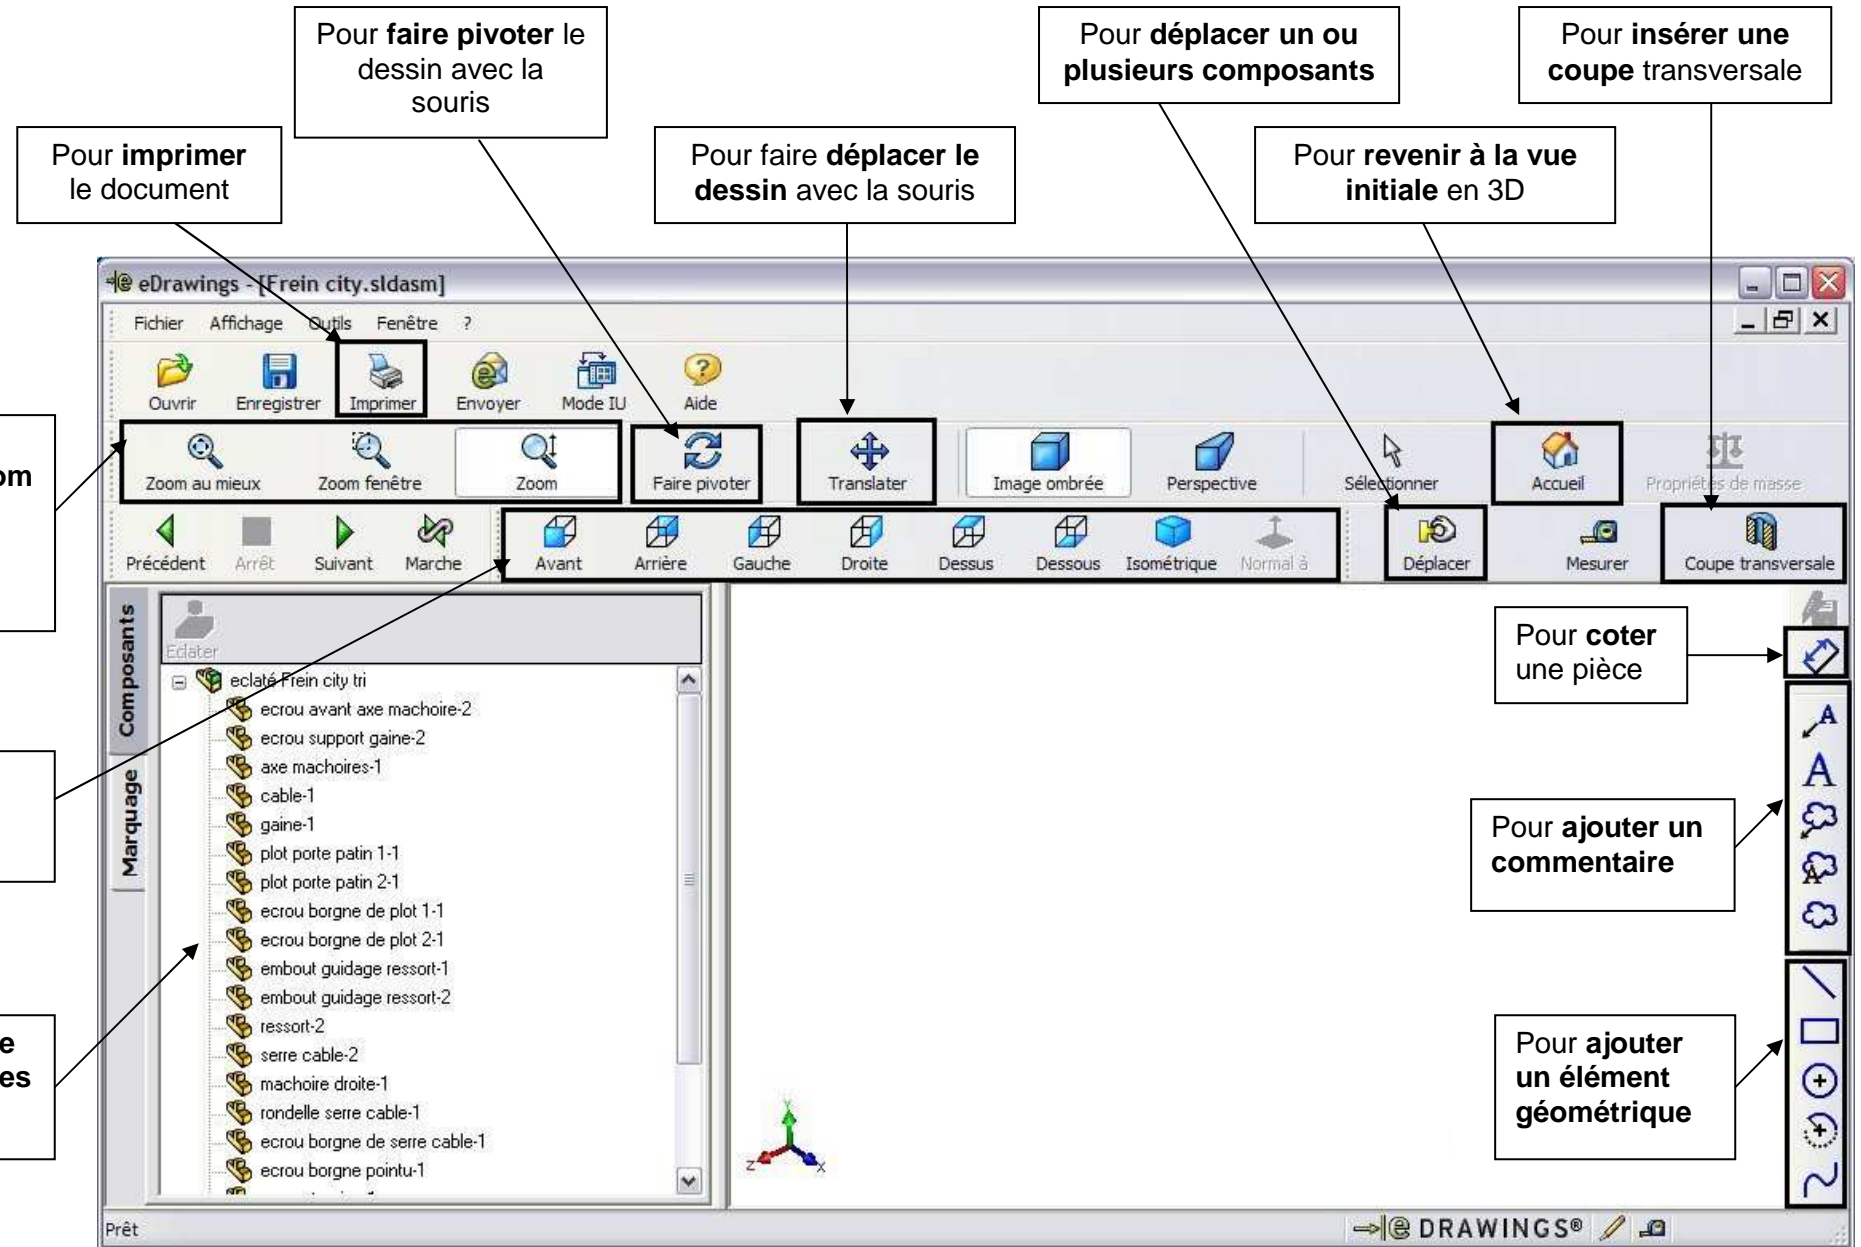 Pour faire pivoter le
dessin avec la
souris
Pour déplacer un ou
plusieurs composants
Pour insérer une
coupe transversale
Pour imprimer
le document
Pour faire déplacer le
dessin avec la souris
Pour revenir à la vue
initiale en 3D
eDrawings - [Frein city.sldasm]
Fichier Affichage Outils Fenêtre ?
Ouvrir Enregistrer Imprimer Envoyer Mode IU Aide
om
Zoom au mieux Zoom fenêtre Zoom Faire pivoter Translater Image ombrée Perspective Sélectionner Accueil Propriétés de masse
Précédent Arrêt Suivant Marche Avant Arrière Gauche Droite Dessus Dessous Isométrique Normal à Déplacer Mesurer Coupe transversale
Composants
Marquage
Eclater
eclaté Frein city tri
ecrou avant axe machoire-2
ecrou support gaine-2
axe machoires-1
cable-1
gaine-1
plot porte patin 1-1
plot porte patin 2-1
ecrou borgne de plot 1-1
ecrou borgne de plot 2-1
embout guidage ressort-1
embout guidage ressort-2
ressort-2
serre cable-2
machoire droite-1
rondelle serre cable-1
ecrou borgne de serre cable-1
ecrou borgne pointu-1
e
es
Y
Z
X
Pour coter
une pièce
A
A
A
Pour ajouter un
commentaire
Pour ajouter
un élément
géométrique
Prêt
e DRAWINGS®